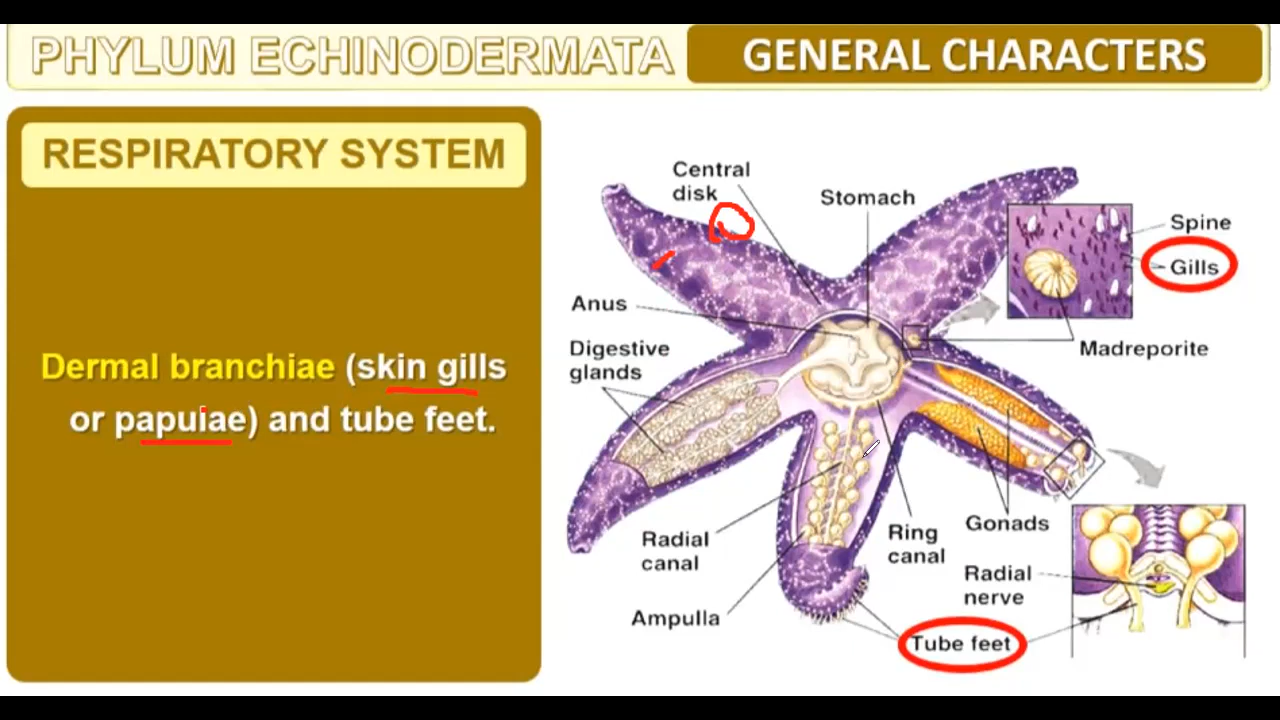 PHYLUM ECHINODERMATA
GENERAL CHARACTERS
RESPIRATORY SYSTEM
Dermal branchiae (skin gills
or papuiae) and tube feet.
Central
disk
Stomach
Spine
Gills
Anus
Madreporite
Digestive
glands
Radial
canal
Ring
canal
Gonads
Radial
nerve
Ampulla
Tube feet